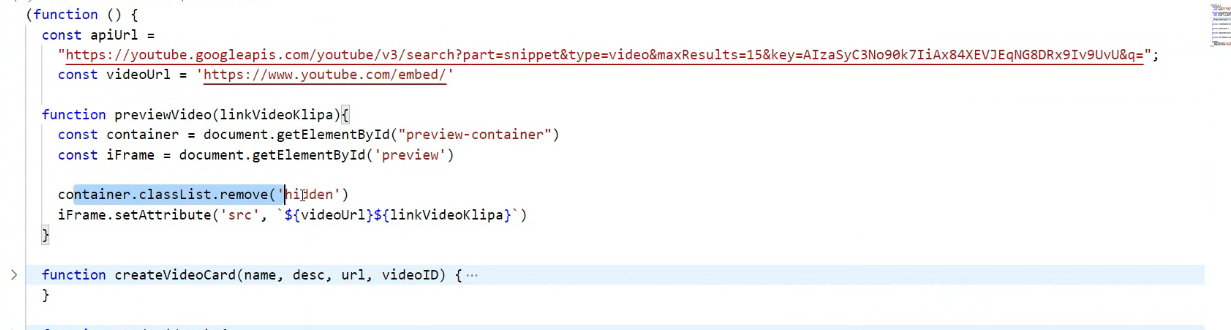 (function () {
const apiUrl =
"https://youtube.googleapis.com/youtube/v3/search?part=snippet&type=video&maxResults=15&key=AIzaSyC3No90k7IiAx84XEVJEqNG8DRx9Iv9UvU&q=";
const videoUrl = 'https://www.youtube.com/embed/'
function previewVideo(linkVideoKlipa){
const container = document.getElementById("preview-container")
const iFrame = document.getElementById('preview')
container.classList.remove('hidden')
iFrame.setAttribute('src', `${videoUrl}${linkVideoKlipa}`)
}
function createVideoCard(name, desc, url, videoID) {⋯
}